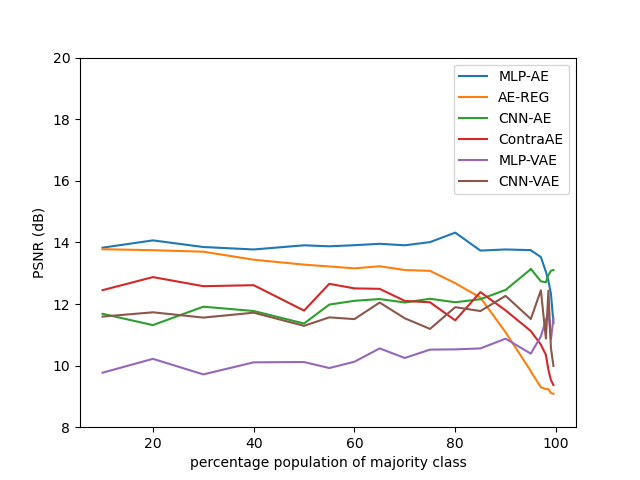 20
18
16
14
12
10
8
PSNR (dB)
MLP-AE
AE-REG
CNN-AE
ContraAE
MLP-VAE
CNN-VAE
20 40 60 80 100
percentage population of majority class